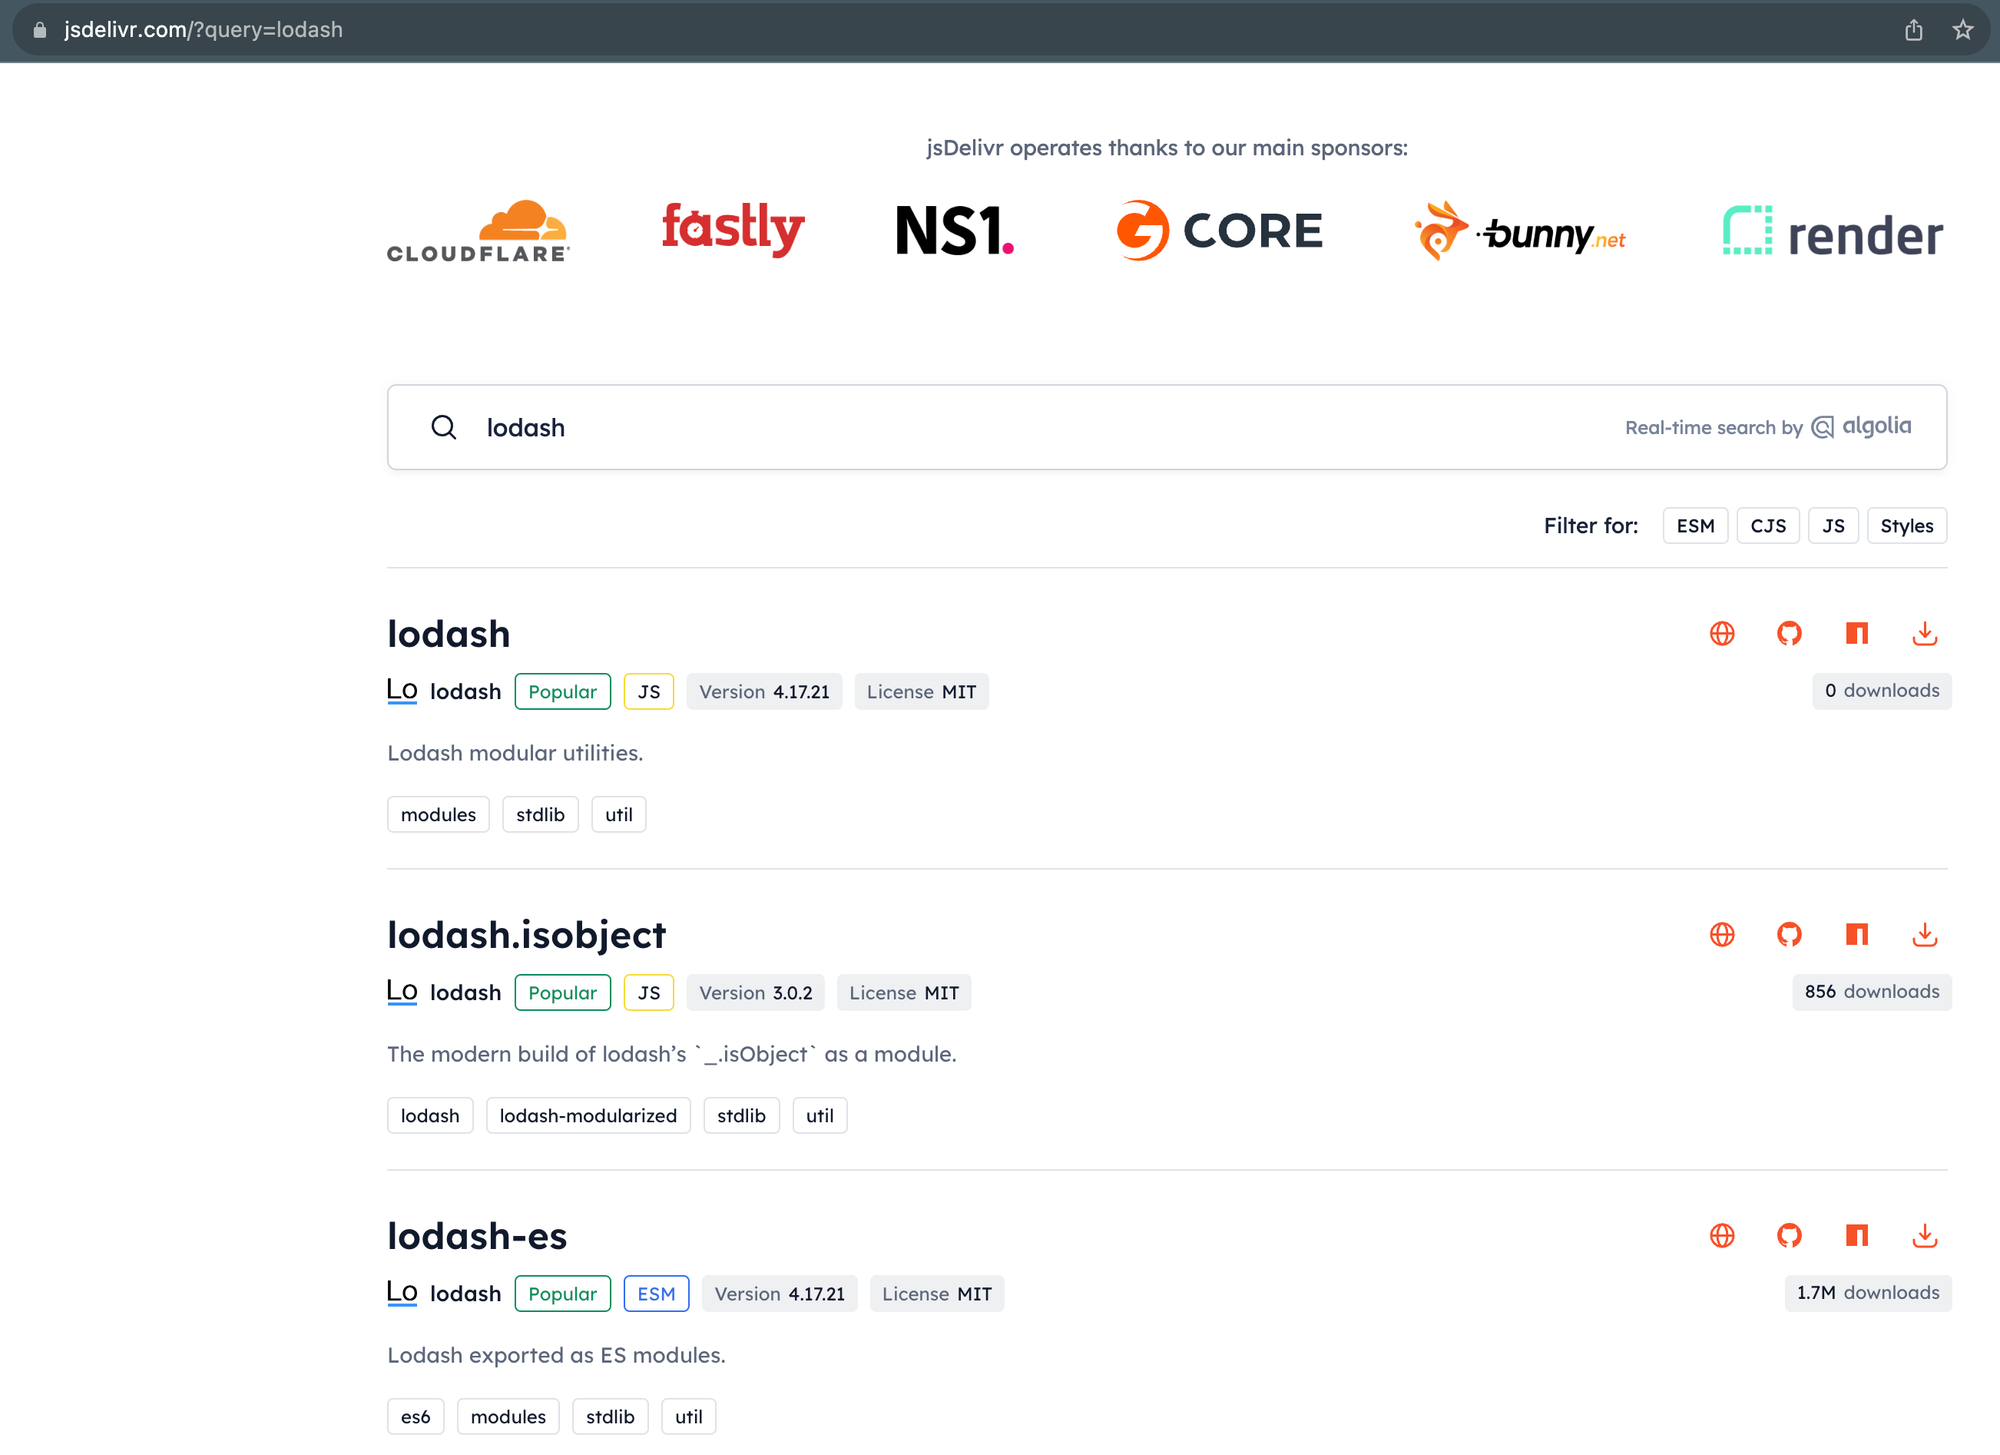 jsdelivr.com/?query=lodash
jsDelivr operates thanks to our main sponsors:
CLOUDFLARE®
fastly
NS1.
G CORE
bunny.net
render
lodash
Real-time search by algolia
Filter for: ESM CJS JS Styles
lodash
Lo lodash Popular JS Version 4.17.21 License MIT 0 downloads
Lodash modular utilities.
modules stdlib util
lodash.isobject
Lo lodash Popular JS Version 3.0.2 License MIT 856 downloads
The modern build of lodash’s `_.isObject` as a module.
lodash lodash-modularized stdlib util
lodash-es
Lo lodash Popular ESM Version 4.17.21 License MIT 1.7M downloads
Lodash exported as ES modules.
es6 modules stdlib util